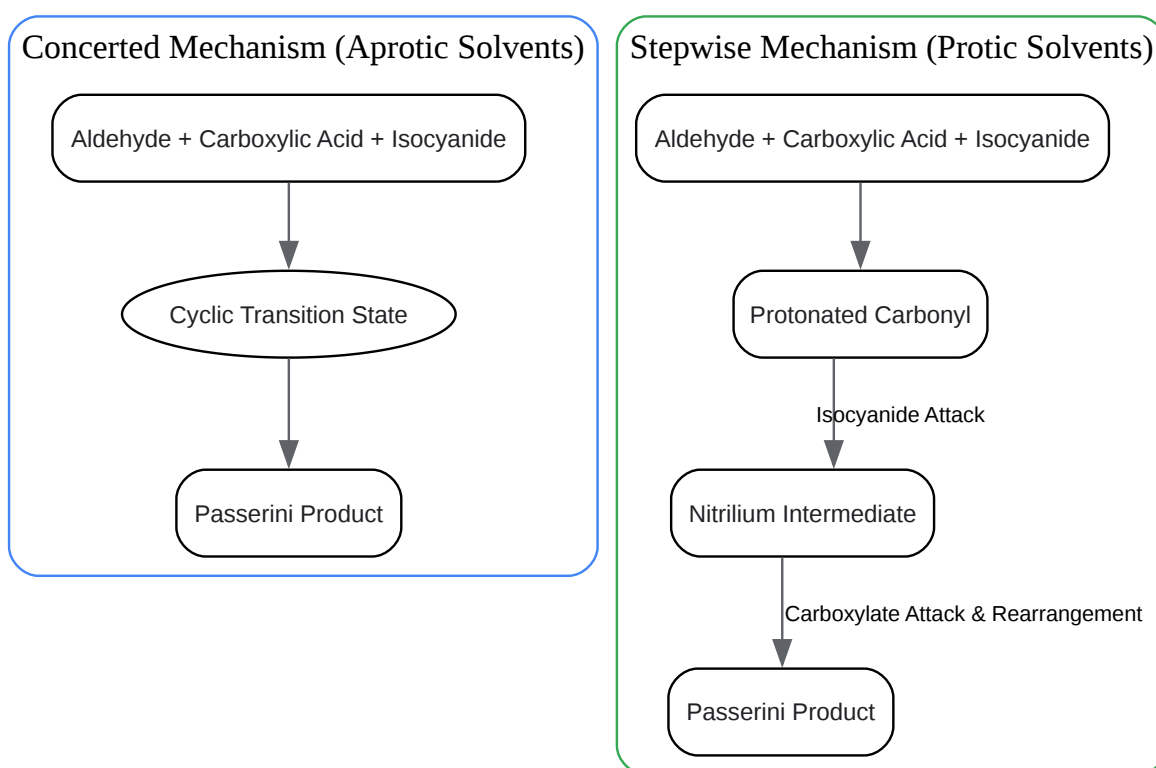 Concerted Mechanism (Aprotic Solvents)
Aldehyde + Carboxylic Acid + Isocyanide
Cyclic Transition State
Passerini Product
Stepwise Mechanism (Protic Solvents)
Aldehyde + Carboxylic Acid + Isocyanide
Protonated Carbonyl
Isocyanide Attack
Nitrilium Intermediate
Carboxylate Attack & Rearrangement
Passerini Product